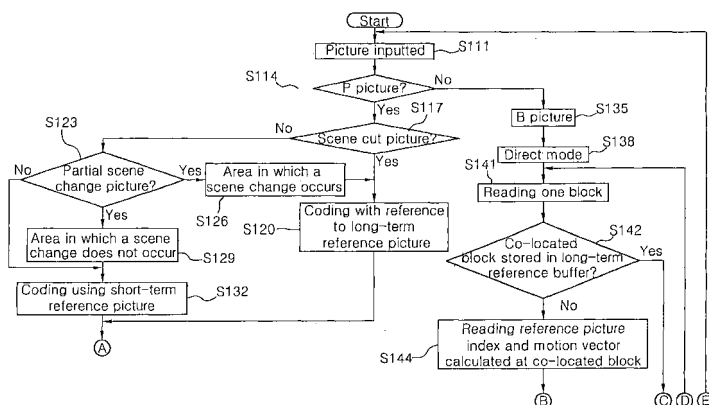 Start
Picture inputted
S111
S114
P picture?
No
Yes
S117
No
Scene cut picture?
Yes
B picture
S135
S138
Direct mode
S141
Reading one block
S123
No
Partial scene
change picture?
Yes
Area in which a
scene change occurs
S126
Yes
Area in which a scene
change does not occur
S129
S120
Coding with reference
to long-term
reference picture
Coding using short-term
reference picture
S132
S142
Co-located
block stored in long-term
reference buffer?
Yes
No
Reading reference picture
index and motion vector
calculated at co-located block
S144
A
B
C
D
E